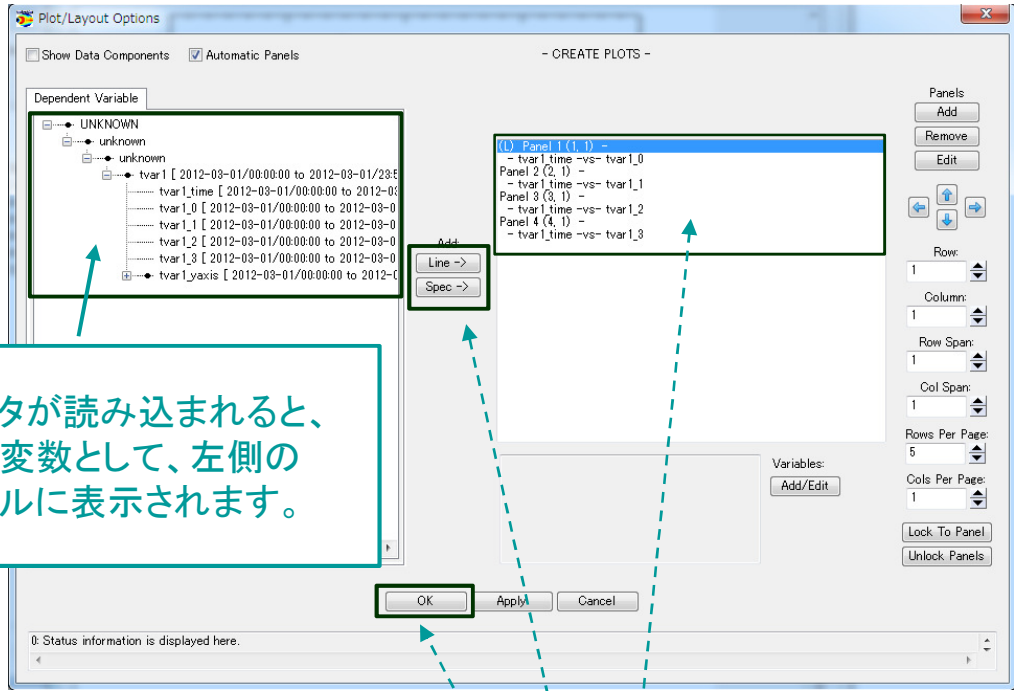 Plot/Layout Options
Show Data Components
Automatic Panels
- CREATE PLOTS -
Dependent Variable
UNKNOWN
unknown
unknown
tvar1 [ 2012-03-01/00:00:00 to 2012-03-01/23:5
tvar1_time [ 2012-03-01/00:00:00 to 2012-03
tvar1_0 [ 2012-03-01/00:00:00 to 2012-03-0
tvar1_1 [ 2012-03-01/00:00:00 to 2012-03-0
tvar1_2 [ 2012-03-01/00:00:00 to 2012-03-0
tvar1_3 [ 2012-03-01/00:00:00 to 2012-03-0
tvar1_yaxis [ 2012-03-01/00:00:00 to 2012-0
Add:
Line ->
Spec ->
(L) Panel 1 (1, 1) -
- tvar1_time -vs- tvar1_0
Panel 2 (2, 1) -
- tvar1_time -vs- tvar1_1
Panel 3 (3, 1) -
- tvar1_time -vs- tvar1_2
Panel 4 (4, 1) -
- tvar1_time -vs- tvar1_3
Panels
Add
Remove
Edit
Row:
1
Column:
1
Row Span:
1
Col Span:
1
Rows Per Page:
5
Cols Per Page:
1
Lock To Panel
Unlock Panels
Variables:
Add/Edit
タが読み込まれると、
変数として、左側の
ルに表示されます。
OK
Apply
Cancel
0: Status information is displayed here.